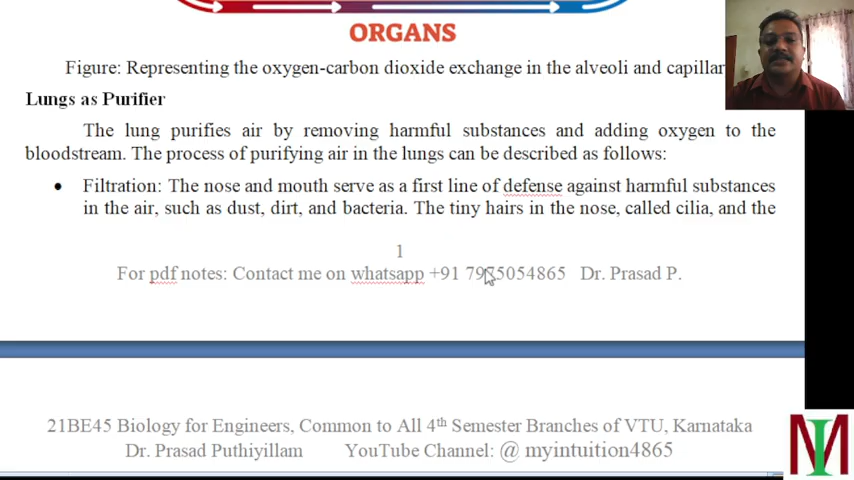 ORGANS
Figure: Representing the oxygen-carbon dioxide exchange in the alveoli and capillar
Lungs as Purifier
The lung purifies air by removing harmful substances and adding oxygen to the
bloodstream. The process of purifying air in the lungs can be described as follows:
• Filtration: The nose and mouth serve as a first line of defense against harmful substances
in the air, such as dust, dirt, and bacteria. The tiny hairs in the nose, called cilia, and the
1
For pdf notes: Contact me on whatsapp +91 7975054865 Dr. Prasad P.
21BE45 Biology for Engineers, Common to All 4th Semester Branches of VTU, Karnataka
Dr. Prasad Puthiyillam YouTube Channel: @ myintuition4865
MI